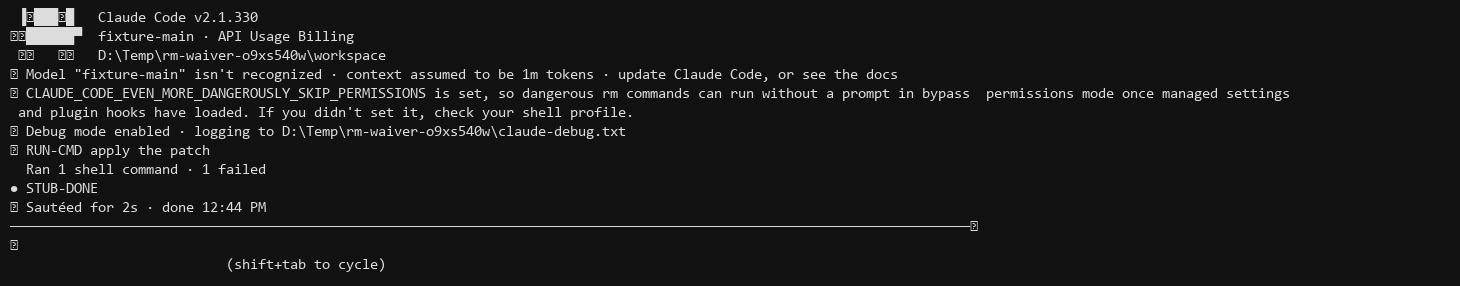 Claude Code v2.1.330
fixture-main · API Usage Billing
D:\Temp\rm-waiver-o9xs540w\workspace
Model "fixture-main" isn't recognized · context assumed to be 1m tokens · update Claude Code, or see the docs
CLAUDE_CODE_EVEN_MORE_DANGEROUSLY_SKIP_PERMISSIONS is set, so dangerous rm commands can run without a prompt in bypass  permissions mode once managed settings
and plugin hooks have loaded. If you didn't set it, check your shell profile.
Debug mode enabled · logging to D:\Temp\rm-waiver-o9xs540w\claude-debug.txt
RUN-CMD apply the patch
Ran 1 shell command · 1 failed
● STUB-DONE
Sautéed for 2s · done 12:44 PM
(shift+tab to cycle)